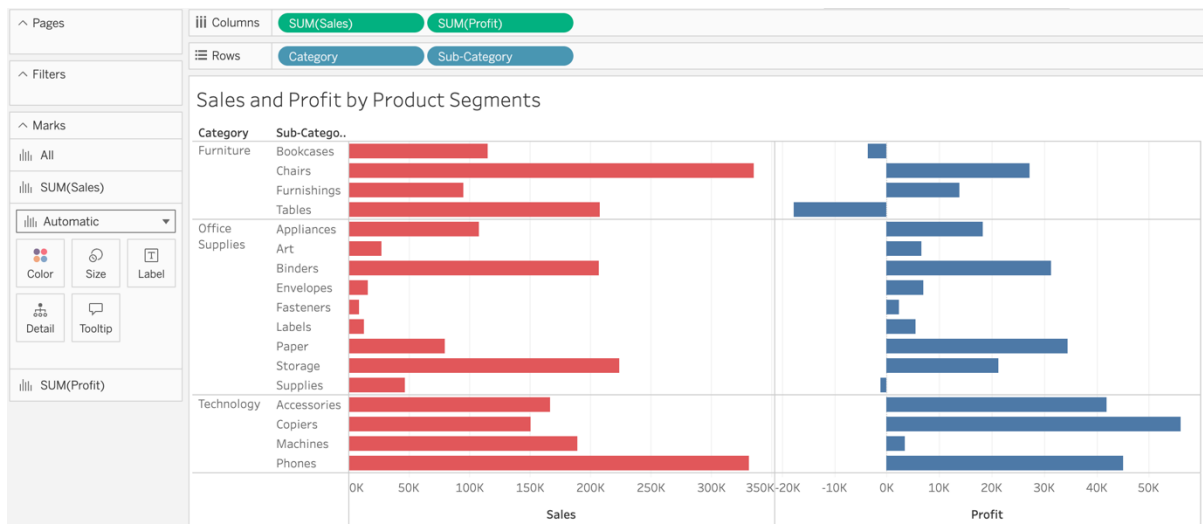 Pages
Columns
SUM(Sales)
SUM(Profit)
Rows
Category
Sub-Category
Filters
Marks
All
SUM(Sales)
Automatic
Color
Size
Label
Detail
Tooltip
SUM(Profit)
Sales and Profit by Product Segments
Category
Sub-Catego..
Furniture
Bookcases
Chairs
Furnishings
Tables
Office
Supplies
Appliances
Art
Binders
Envelopes
Fasteners
Labels
Paper
Storage
Supplies
Technology
Accessories
Copiers
Machines
Phones
0K
50K
100K
150K
200K
250K
300K
350K
-20K
-10K
0K
10K
20K
30K
40K
50K
Sales
Profit